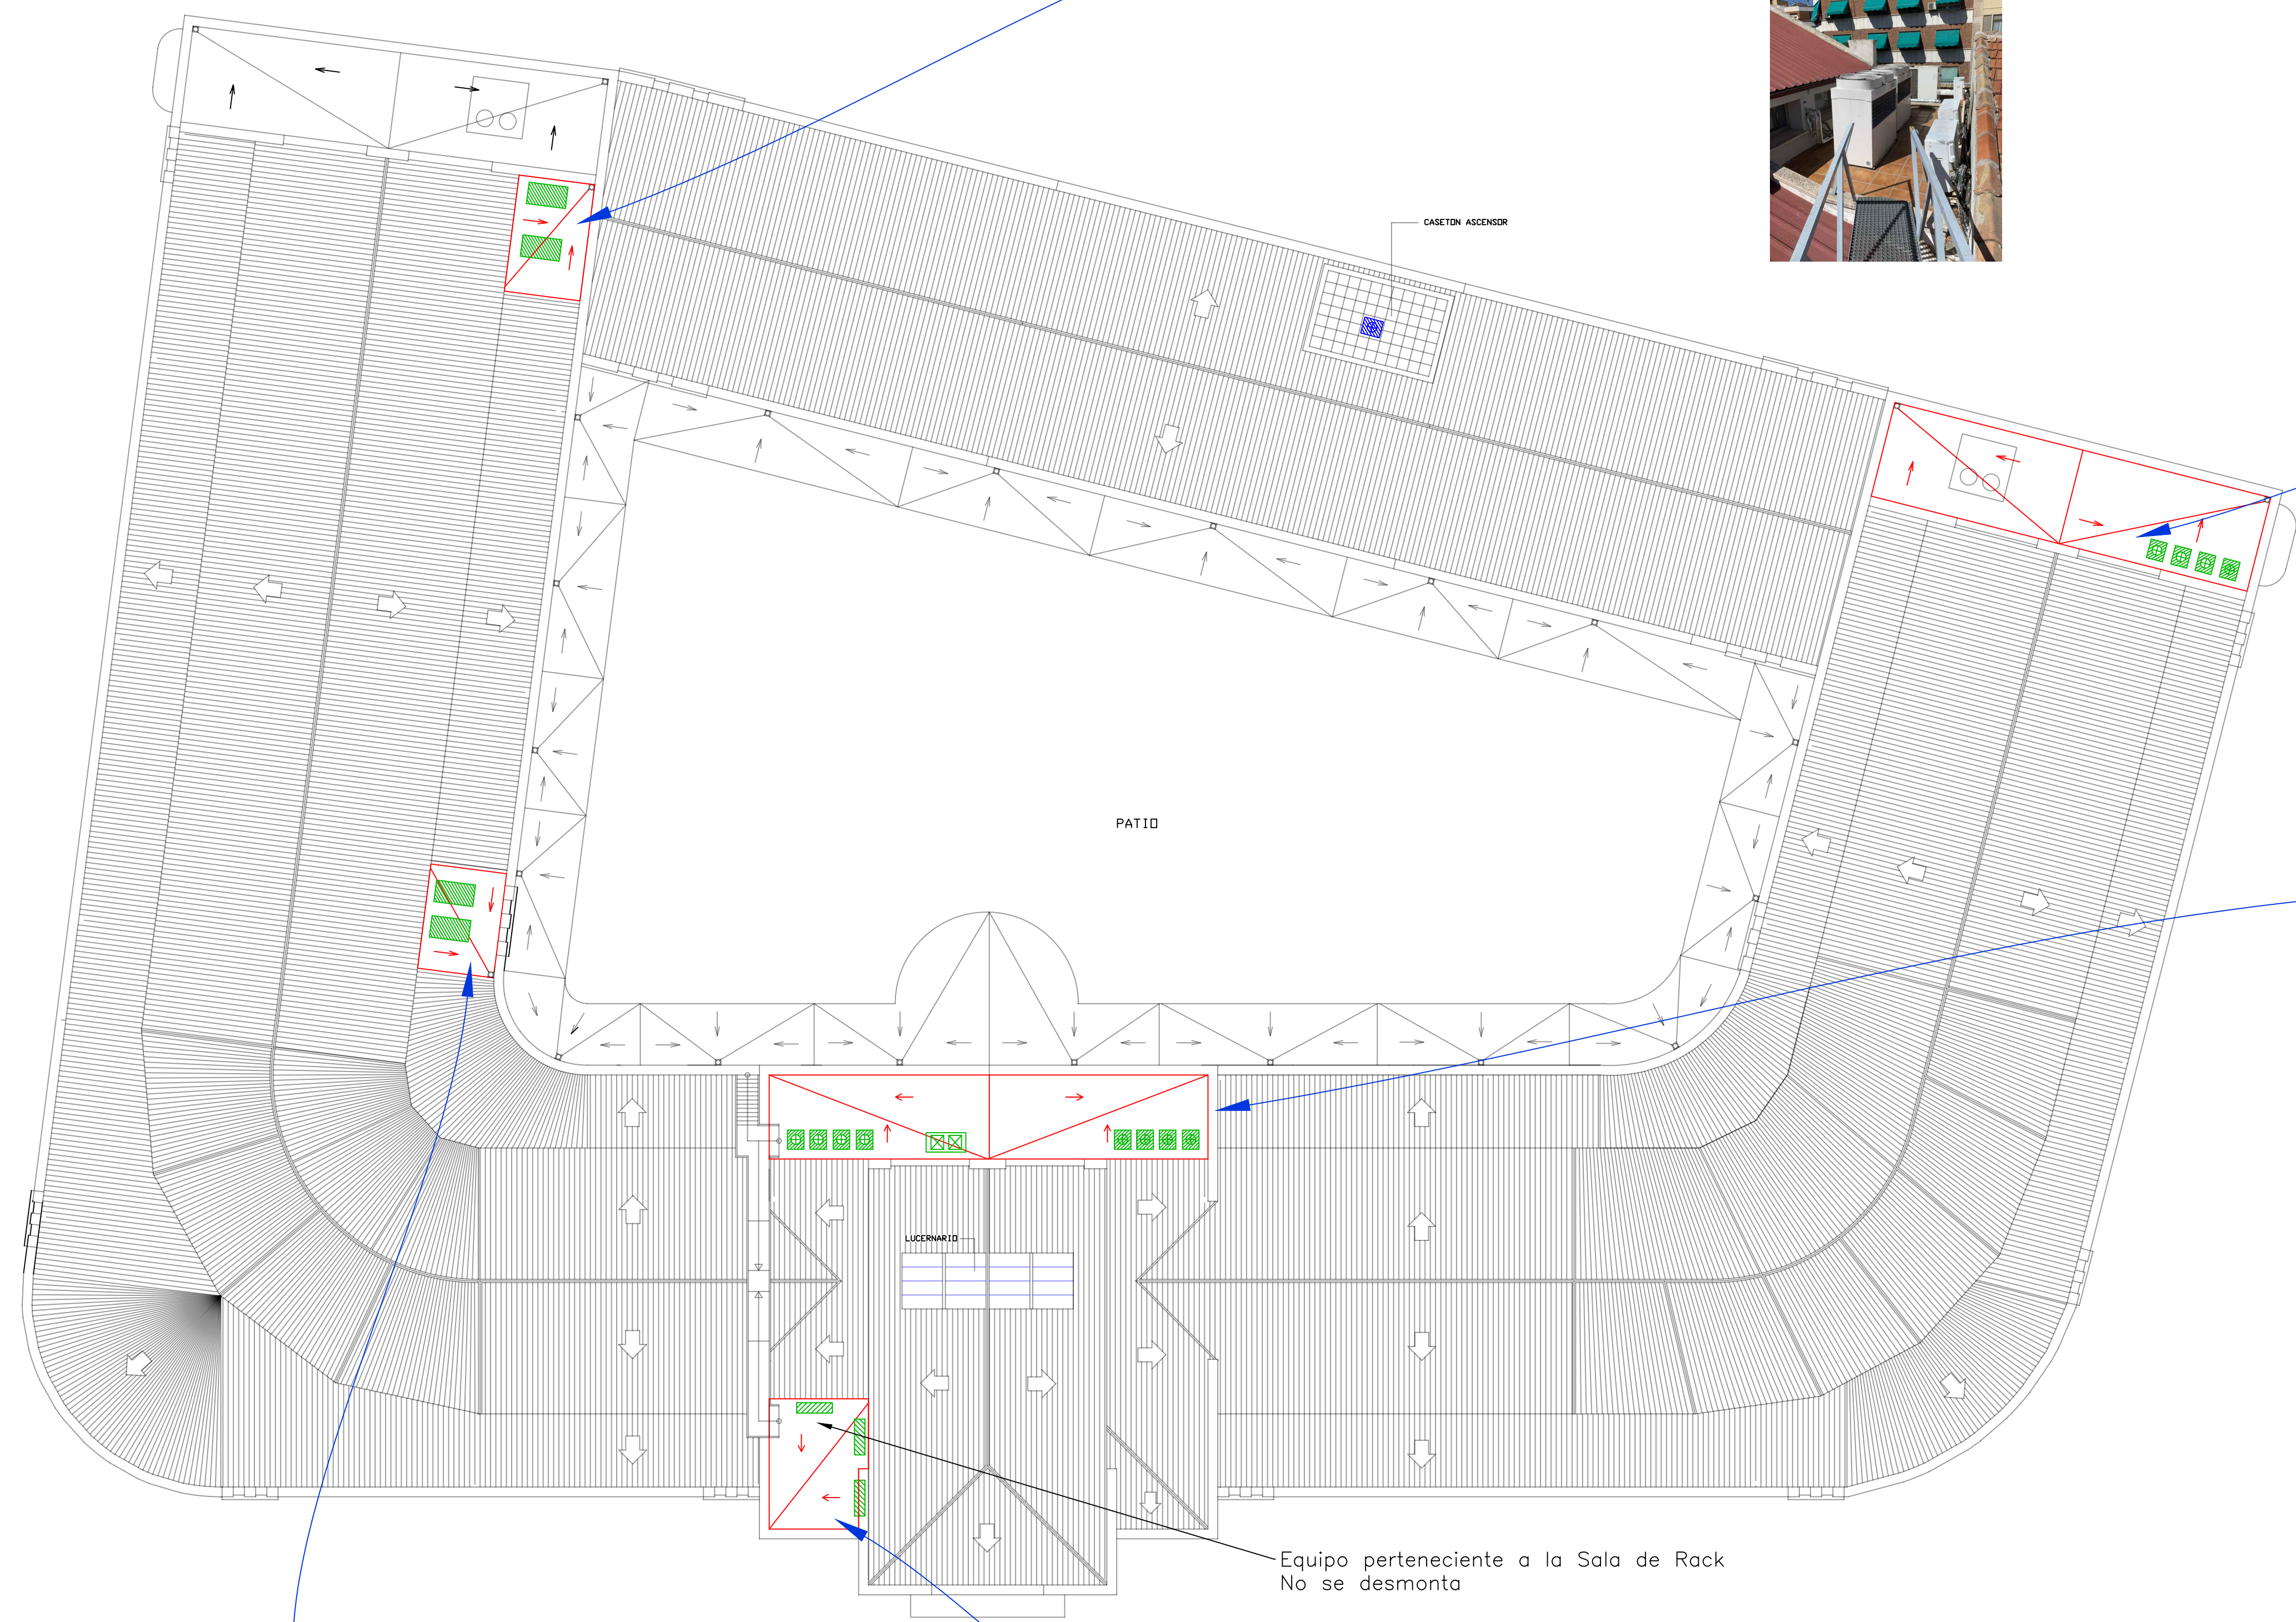 CASETON ASCENSOR
PATIO
LUCERNARIO
Equipo perteneciente a la Sala de Rack
No se desmonta